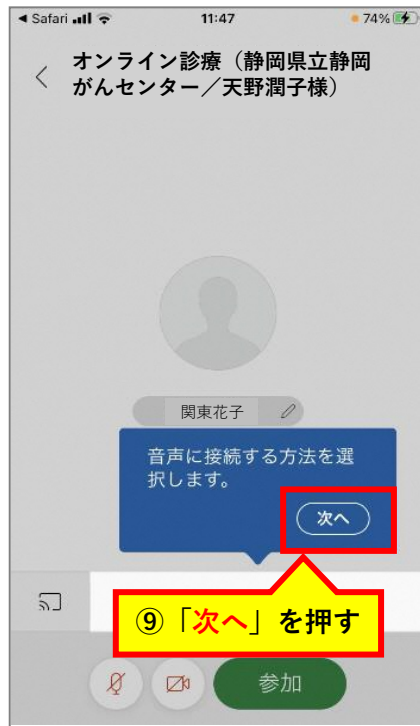 Safari 11:47 74%
オンライン診療（静岡県立静岡
がんセンター／天野潤子様）
関東花子
音声に接続する方法を選
択します。
次へ
⑨「次へ」を押す
参加